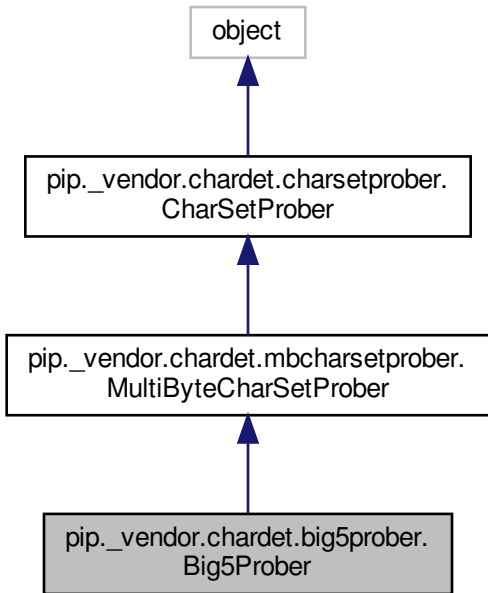 object
pip._vendor.chardet.charsetprober.
CharSetProber
pip._vendor.chardet.mbcharsetprober.
MultiByteCharSetProber
pip._vendor.chardet.big5prober.
Big5Prober